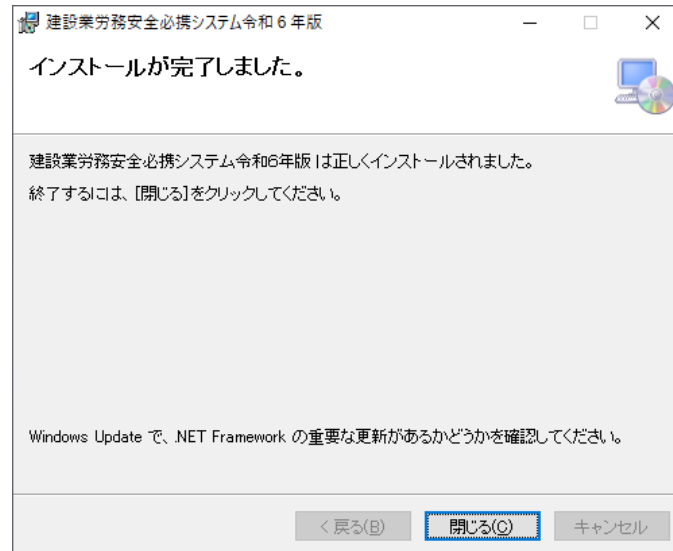 建設業労務安全必携システム令和６年版
インストールが完了しました。
建設業労務安全必携システム令和6年版 は正しくインストールされました。
終了するには、[閉じる]をクリックしてください。
Windows Update で、.NET Framework の重要な更新があるかどうかを確認してください。
< 戻る(B) 閉じる(C) キャンセル